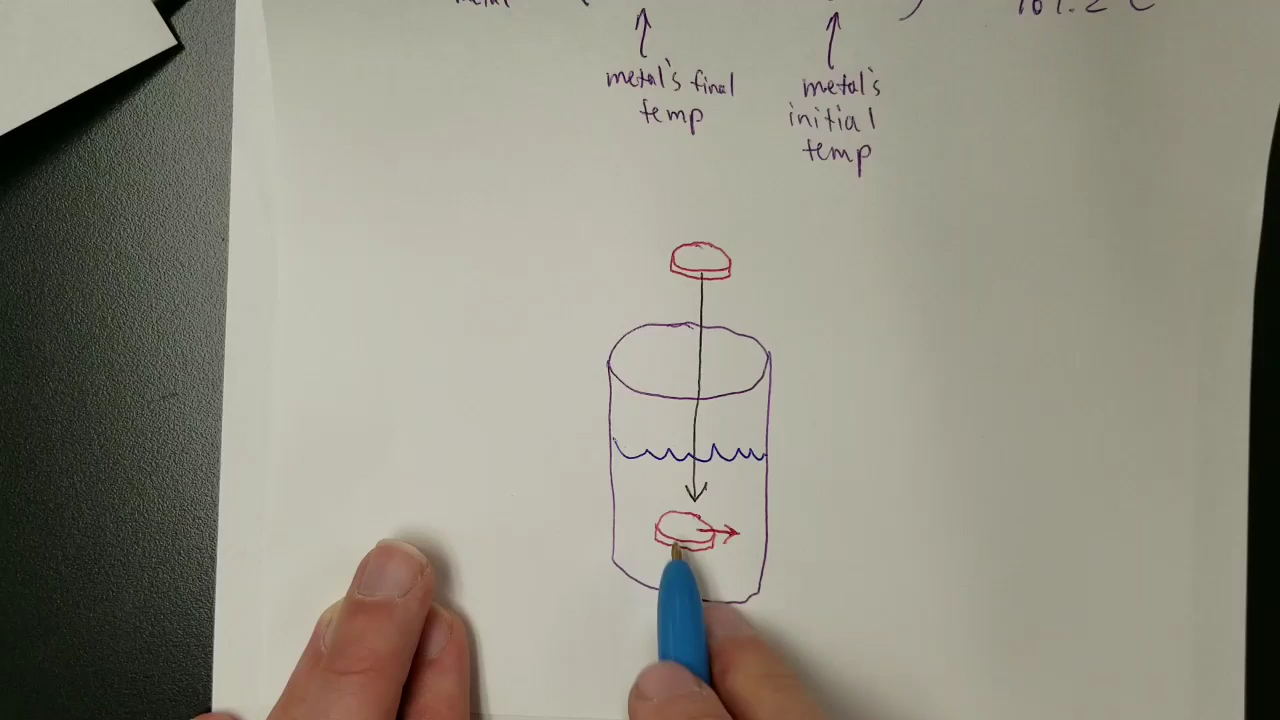 metal's final
temp
metal's
initial
temp